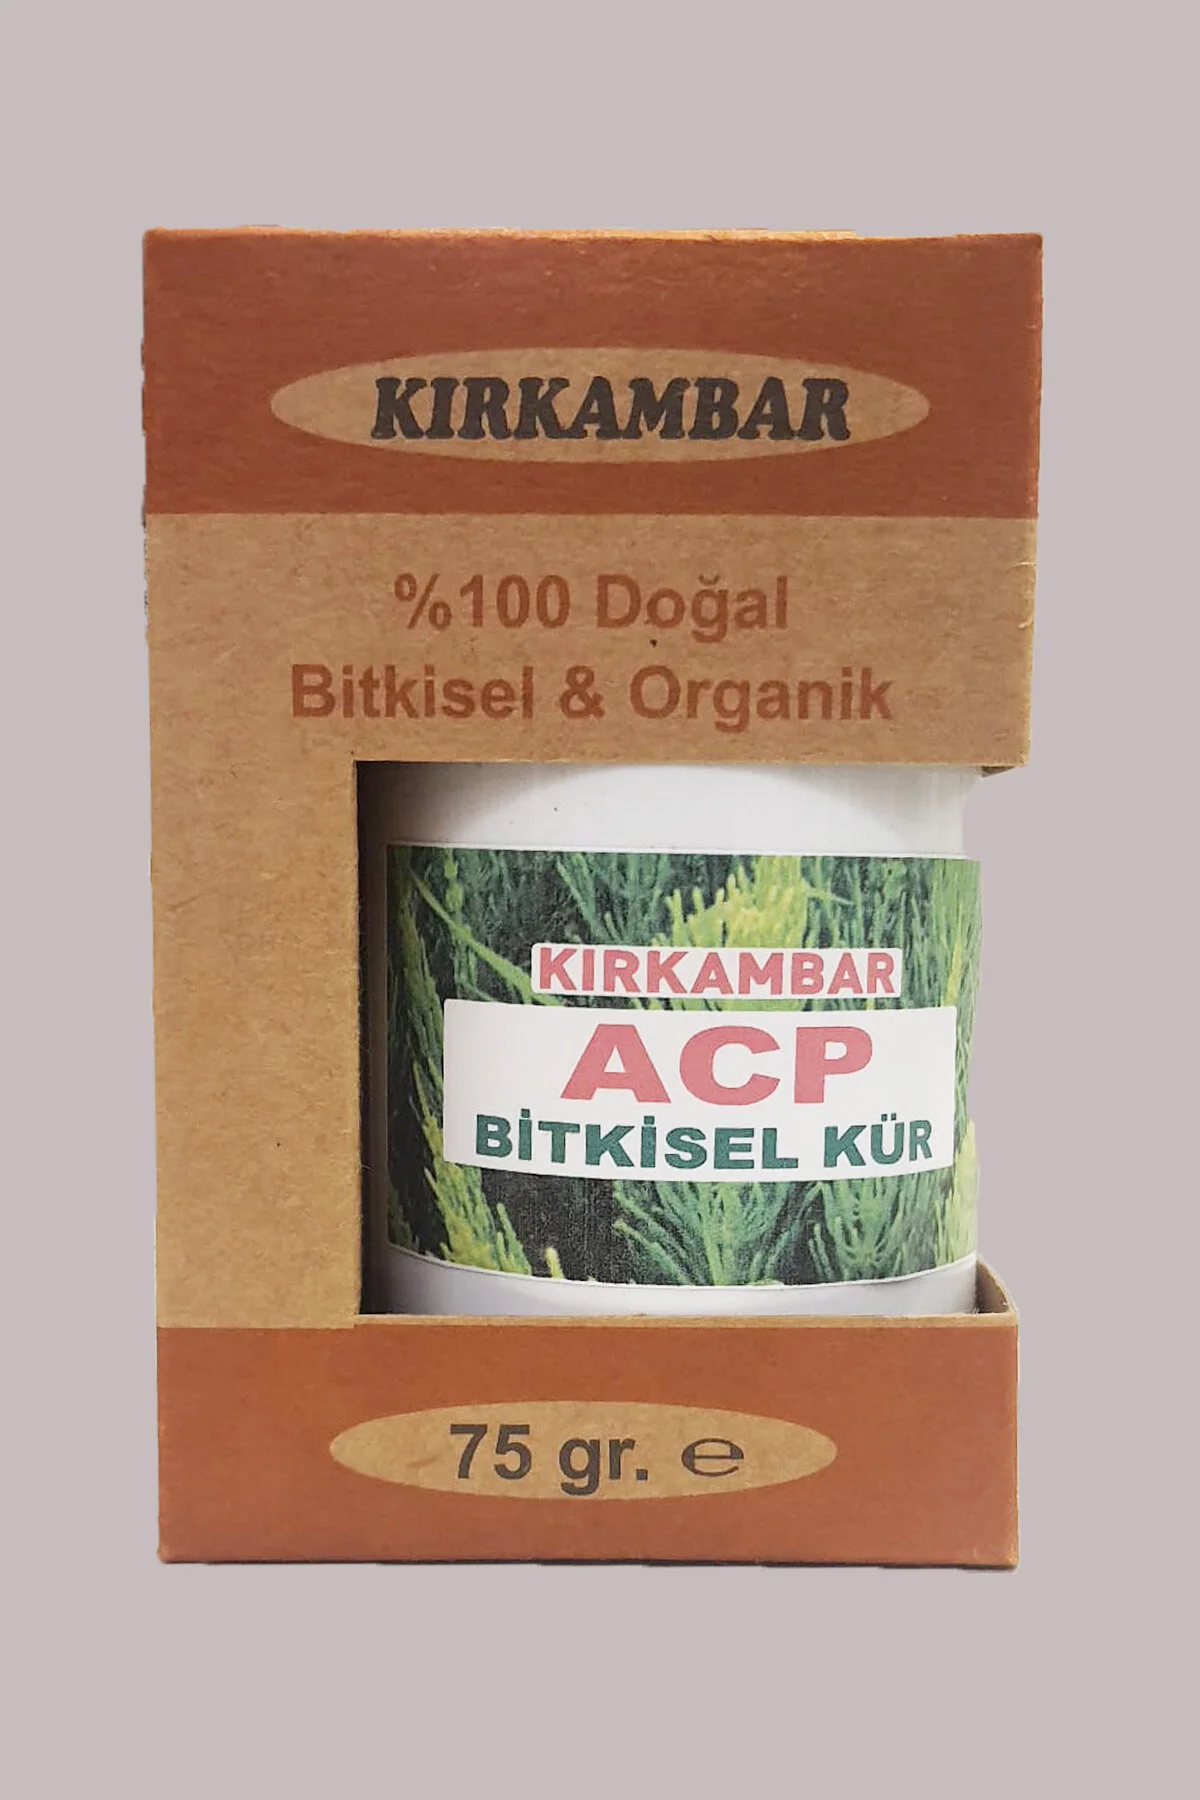 KIRKAMBAR
%100 Doğal
Bitkisel & Organik
KIRKAMBAR
ACP
BİTKİSEL KÜR
75 gr. ℮